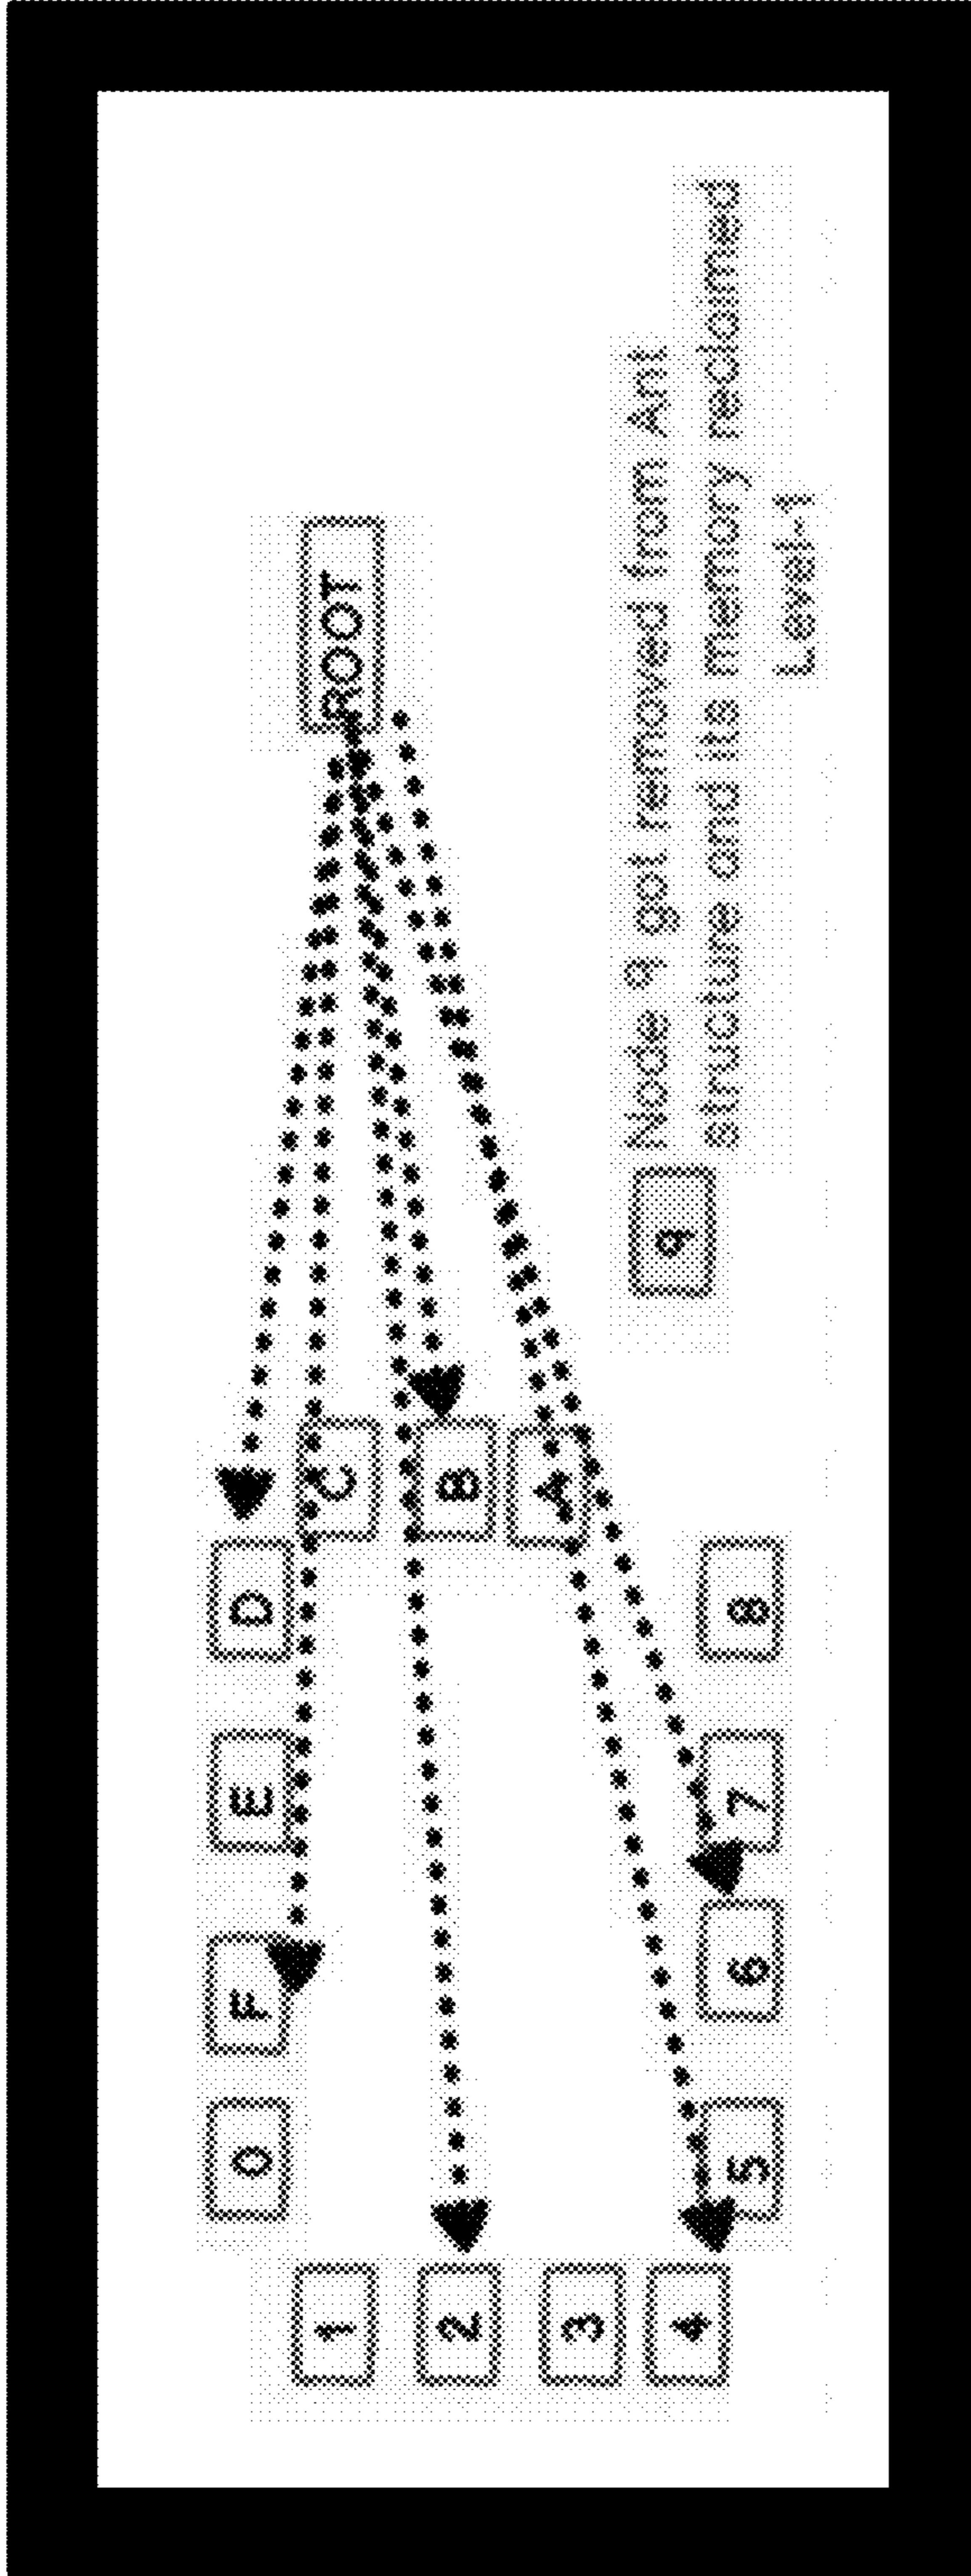 0 F E D
1 C ROOT
2 B
3 A
4
9 Node 9 got removed from Ant
Structure and its memory reclaimed
5 6 7 8
Level-1